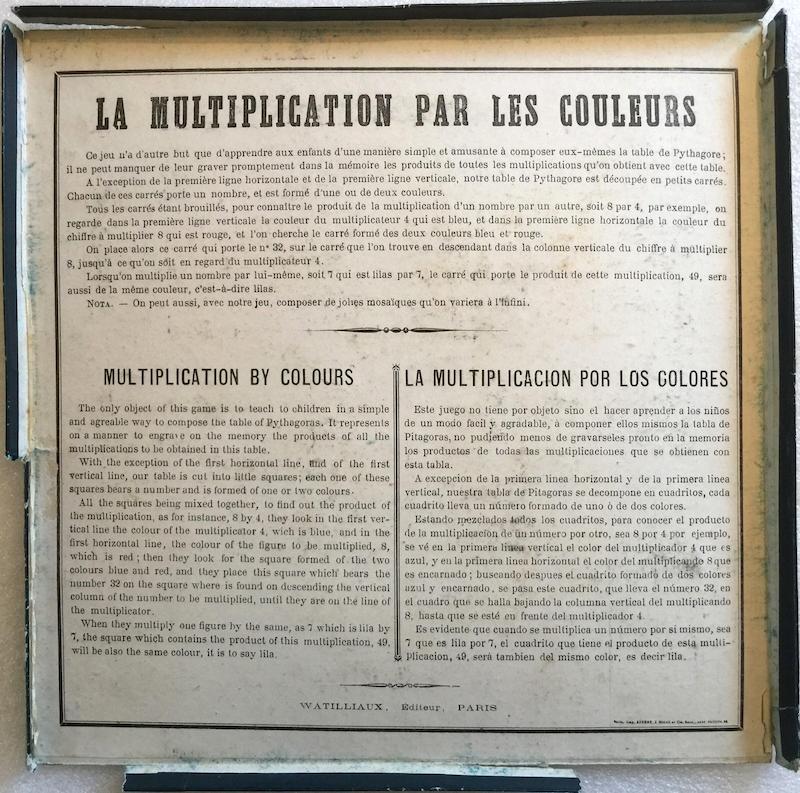 LA MULTIPLICATION PAR LES COULEURS
Ce jeu n'a d'autre but que d'apprendre aux enfants d'une manière simple et amusante à composer eux-mêmes la table de Pythagore;
il ne peut manquer de leur graver promptement dans la mémoire les produits de toutes les multiplications qu'on obtient avec cette table.
A l'exception de la première ligne horizontale et de la première ligne verticale, notre table de Pythagore est découpée en petits carrés.
Chacun de ces carrés porte un nombre, et est formé d'une ou de deux couleurs.
Tous les carrés étant brouillés, pour connaître le produit de la multiplication d'un nombre par un autre, soit 8 par 4, par exemple, on
regarde dans la première ligne verticale la couleur du multiplicateur 4 qui est bleu, et dans la première ligne horizontale la couleur du
chiffre à multiplier 8 qui est rouge, et l'on cherche le carré formé des deux couleurs bleu et rouge.
On place alors ce carré qui porte le n° 32, sur le carré que l'on trouve en descendant dans la colonne verticale du chiffre à multiplier
8, jusqu'à ce qu'on soit en regard du multiplicateur 4.
Lorsqu'on multiplie un nombre par lui-même, soit 7 qui est lilas par 7, le carré qui porte le produit de cette multiplication, 49, sera
aussi de la même couleur, c'est-à-dire lilas.
NOTA. — On peut aussi, avec notre jeu, composer de jolies mosaïques qu'on variera à l'infini.
MULTIPLICATION BY COLOURS
The only object of this game is to teach to children in a simple
and agreable way to compose the table of Pythagoras. It represents
on a manner to engrave on the memory the products of all the
multiplications to be obtained in this table.
With the exception of the first horizontal line, and of the first
vertical line, our table is cut into little squares; each one of these
squares bears a number and is formed of one or two colours.
All the squares being mixed together, to find out the product of
the multiplication, as for instance, 8 by 4, they look in the first ver-
tical line the colour of the multiplicator 4, wich is blue, and in the
first horizontal line, the colour of the figure to be multiplied, 8,
which is red; then they look for the square formed of the two
colours blue and red, and they place this square which bears the
number 32 on the square where is found on descending the vertical
column of the number to be multiplied, until they are on the line of
the multiplicator.
When they multiply one figure by the same, as 7 which is lila by
7, the square which contains the product of this multiplication, 49,
will be also the same colour, it is to say lila.
LA MULTIPLICACION POR LOS COLORES
Este juego no tiene por objeto sino el hacer aprender a los niños
de un modo facil y agradable, à componer ellos mismos la tabla de
Pitagoras, no pudiendo menos de gravarseles pronto en la memoria
los productos de todas las multiplicaciones que se obtienen con
esta tabla.
A excepcion de la primera linea horizontal y de la primera linea
vertical, nuestra tabla de Pitagoras se decompone en cuadritos, cada
cuadrito lleva un número formado de uno ò de dos colores.
Estando mezclados todos los cuadritos, para conocer el producto
de la multiplicacion de un número por otro, sea 8 por 4 por ejemplo,
se vé en la primera linea vertical el color del multiplicador 4 que es
azul, y en la primera linea horizontal el color del multiplicando 8 que
es encarnado; buscando despues el cuadrito formado de dos colores
azul y encarnado, se pasa este cuadrito, que lleva el número 32, en
el cuadro que se halla bajando la columna vertical del multiplicando
8, hasta que se esté en frente del multiplicador 4.
Es evidente que cuando se multiplica un número por si mismo, sea
7 que es lila por 7, el cuadrito que tiene el producto de esta multi-
plicacion, 49, será tambien del mismo color, es decir lila.
WATILLIAUX, Éditeur, PARIS